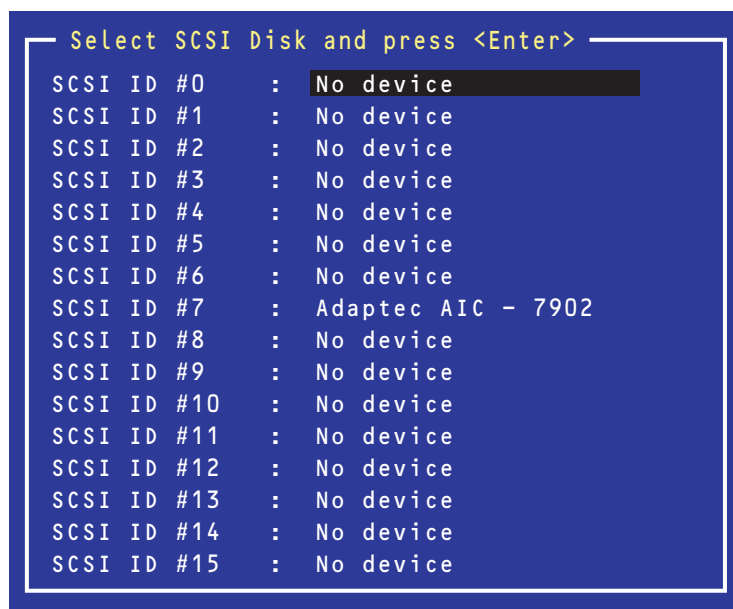 Select SCSI Disk and press <Enter>
SCSI ID #0 : No device
SCSI ID #1 : No device
SCSI ID #2 : No device
SCSI ID #3 : No device
SCSI ID #4 : No device
SCSI ID #5 : No device
SCSI ID #6 : No device
SCSI ID #7 : Adaptec AIC - 7902
SCSI ID #8 : No device
SCSI ID #9 : No device
SCSI ID #10 : No device
SCSI ID #11 : No device
SCSI ID #12 : No device
SCSI ID #13 : No device
SCSI ID #14 : No device
SCSI ID #15 : No device